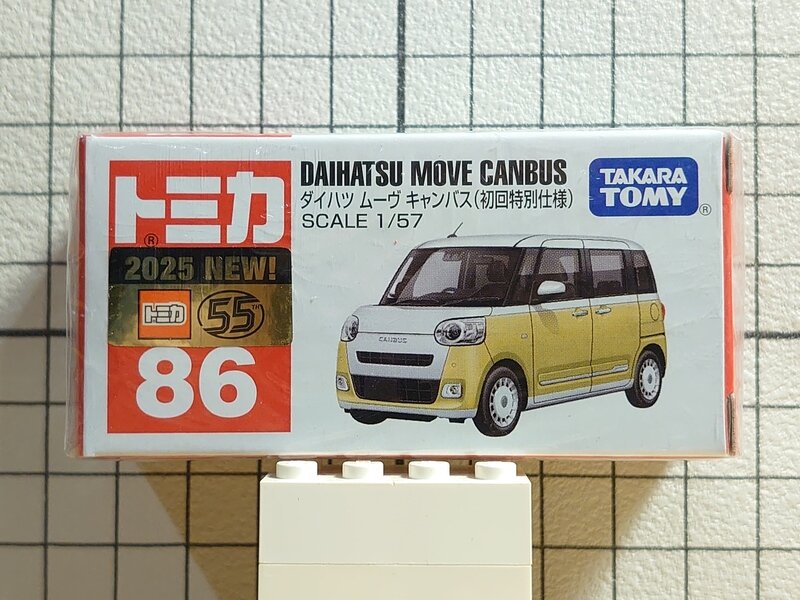 トミカ
®
2025 NEW!
トミカ 55TH
86
DAIHATSU MOVE CANBUS
ダイハツ ムーヴ キャンバス(初回特別仕様)
SCALE 1/57
TAKARA
TOMY
®
CANBUS